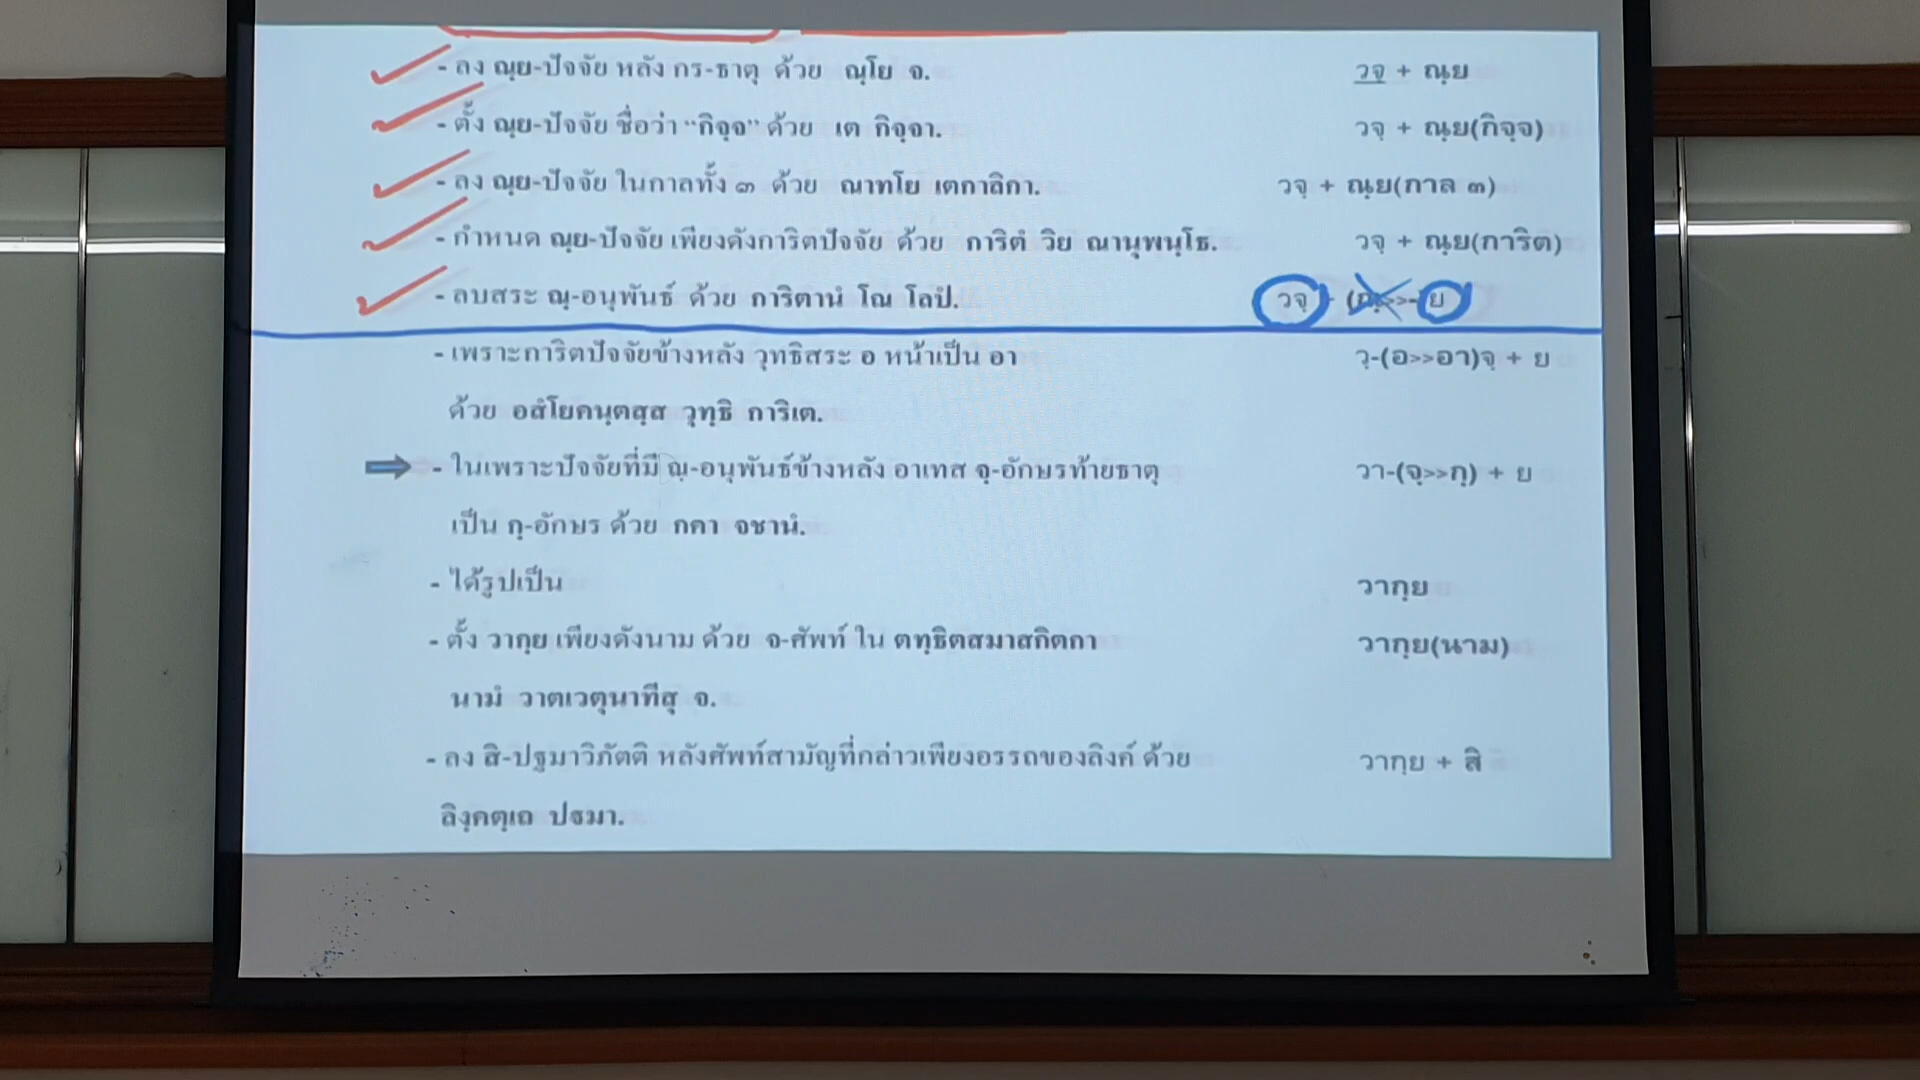 - ลง ณฺย-ปัจจัย หลัง กร-ธาตุ ด้วย ณฺโย จ. วจฺ + ณฺย
- ตั้ง ณฺย-ปัจจัย ชื่อว่า “กิจฺจ” ด้วย เต กิจฺจา. วจฺ + ณฺย(กิจฺจ)
- ลง ณฺย-ปัจจัย ในกาลทั้ง ๓ ด้วย ณาทโย เตกาลิกา. วจฺ + ณฺย(กาล ๓)
- กำหนด ณฺย-ปัจจัย เพียงดังการิตปัจจัย ด้วย การิตํ วิย ณานุพนฺโธ. วจฺ + ณฺย(การิต)
- ลบสระ ณฺ-อนุพันธ์ ด้วย การิตานํ โณ โลปํ. วจฺ + (ณฺ>>-ย
- เพราะการิตปัจจัยข้างหลัง วุทธิสระ อ หน้าเป็น อา วฺ-(อ>>อา)จฺ + ย
ด้วย อสํโยคนฺตสฺส วุทฺธิ การิเต.
- ในเพราะปัจจัยที่มี ณฺ-อนุพันธ์ข้างหลัง อาเทส จฺ-อักษรท้ายธาตุ วา-(จฺ>>กฺ) + ย
เป็น กฺ-อักษร ด้วย กคา จชานํ.
- ได้รูปเป็น วากฺย
- ตั้ง วากฺย เพียงดังนาม ด้วย จ-ศัพท์ ใน ตทฺธิตสมาสกิตกา วากฺย(นาม)
นามํ วาตเวตุนาทีสุ จ.
- ลง สิ-ปฐมาวิภัตติ หลังศัพท์สามัญที่กล่าวเพียงอรรถของลิงค์ ด้วย วากฺย + สิ
ลิงฺคตฺเถ ปฐมา.